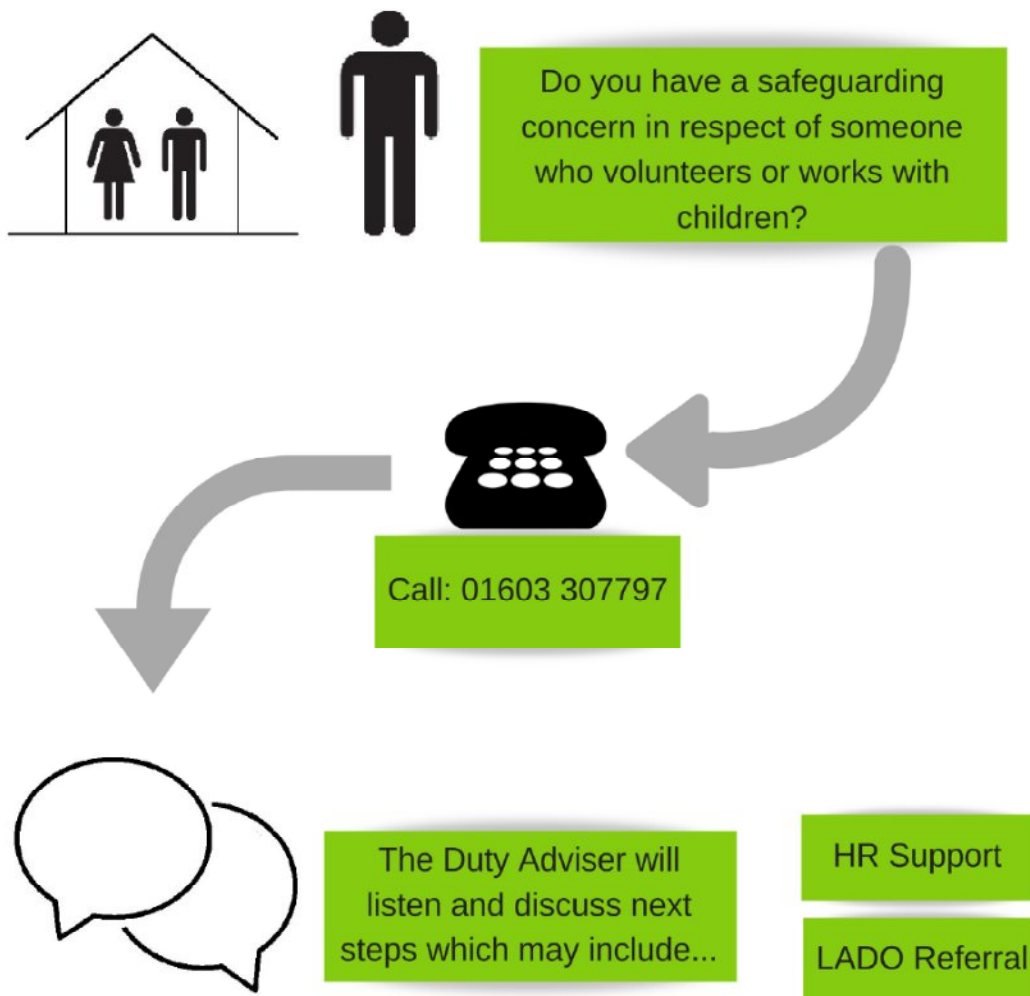 Do you have a safeguarding
concern in respect of someone
who volunteers or works with
children?
Call: 01603 307797
The Duty Adviser will
listen and discuss next
steps which may include...
HR Support
LADO Referral